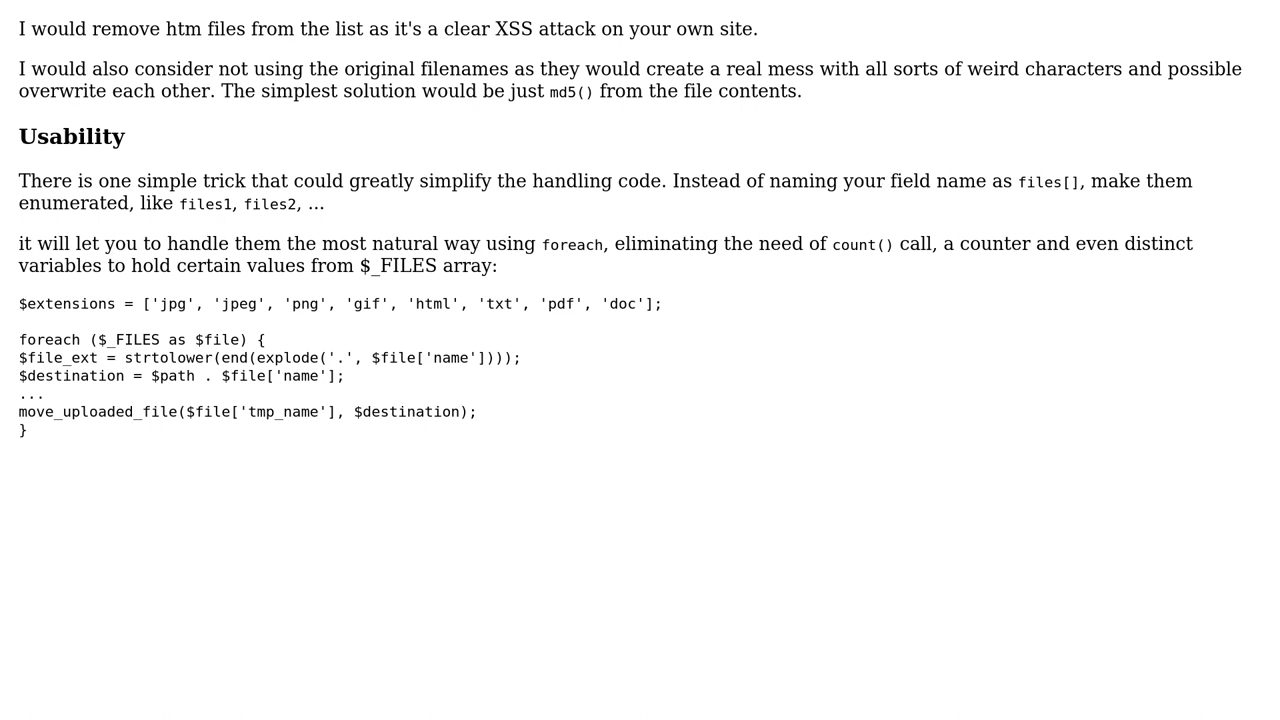 I would remove htm files from the list as it's a clear XSS attack on your own site.
I would also consider not using the original filenames as they would create a real mess with all sorts of weird characters and possible
overwrite each other. The simplest solution would be just md5() from the file contents.
Usability
There is one simple trick that could greatly simplify the handling code. Instead of naming your field name as files[], make them
enumerated, like files1, files2, ...
it will let you to handle them the most natural way using foreach, eliminating the need of count() call, a counter and even distinct
variables to hold certain values from $_FILES array:
$extensions = ['jpg', 'jpeg', 'png', 'gif', 'html', 'txt', 'pdf', 'doc'];
foreach ($_FILES as $file) {
$file_ext = strtolower(end(explode('.', $file['name'])));
$destination = $path . $file['name'];
...
move_uploaded_file($file['tmp_name'], $destination);
}